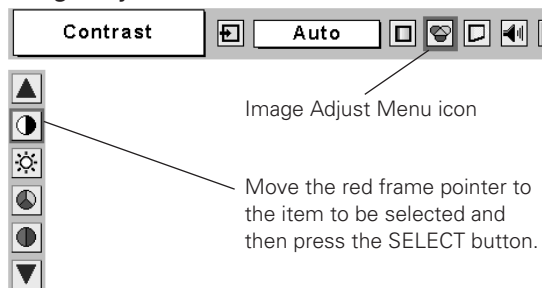 Contrast
Auto
Image Adjust Menu icon
Move the red frame pointer to
the item to be selected and
then press the SELECT button.